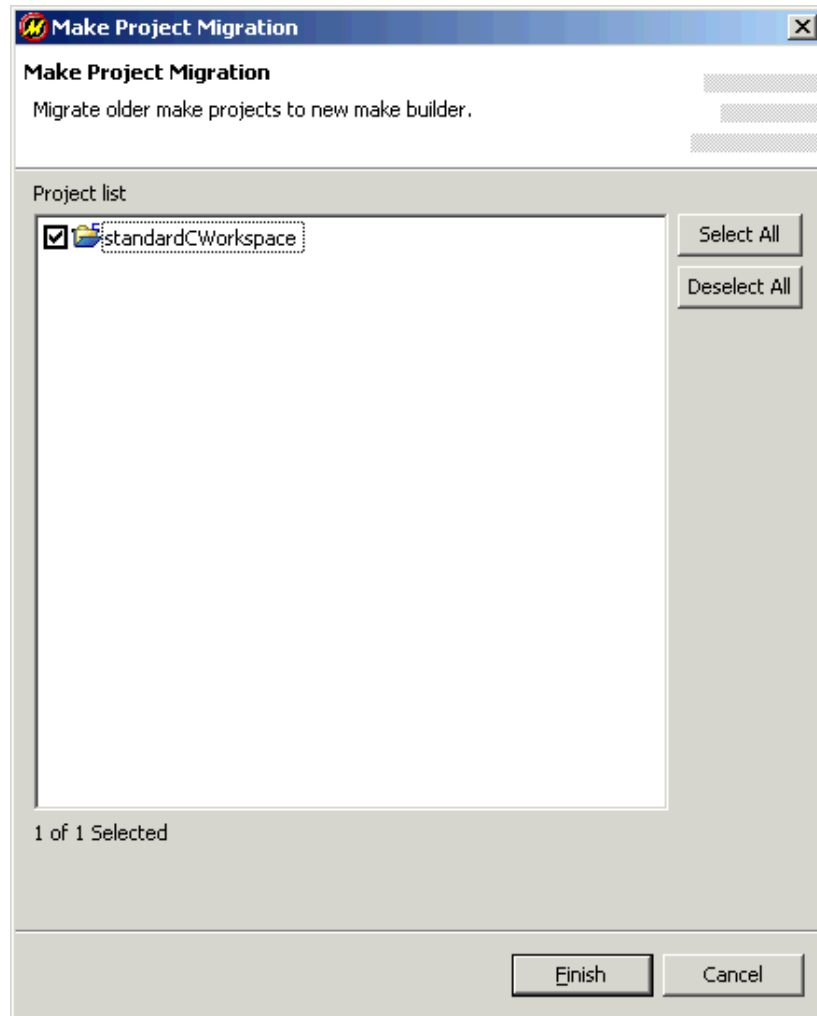 Make Project Migration
Make Project Migration
Migrate older make projects to new make builder.
Project list
standardCWorkspace
Select All
Deselect All
1 of 1 Selected
Finish
Cancel